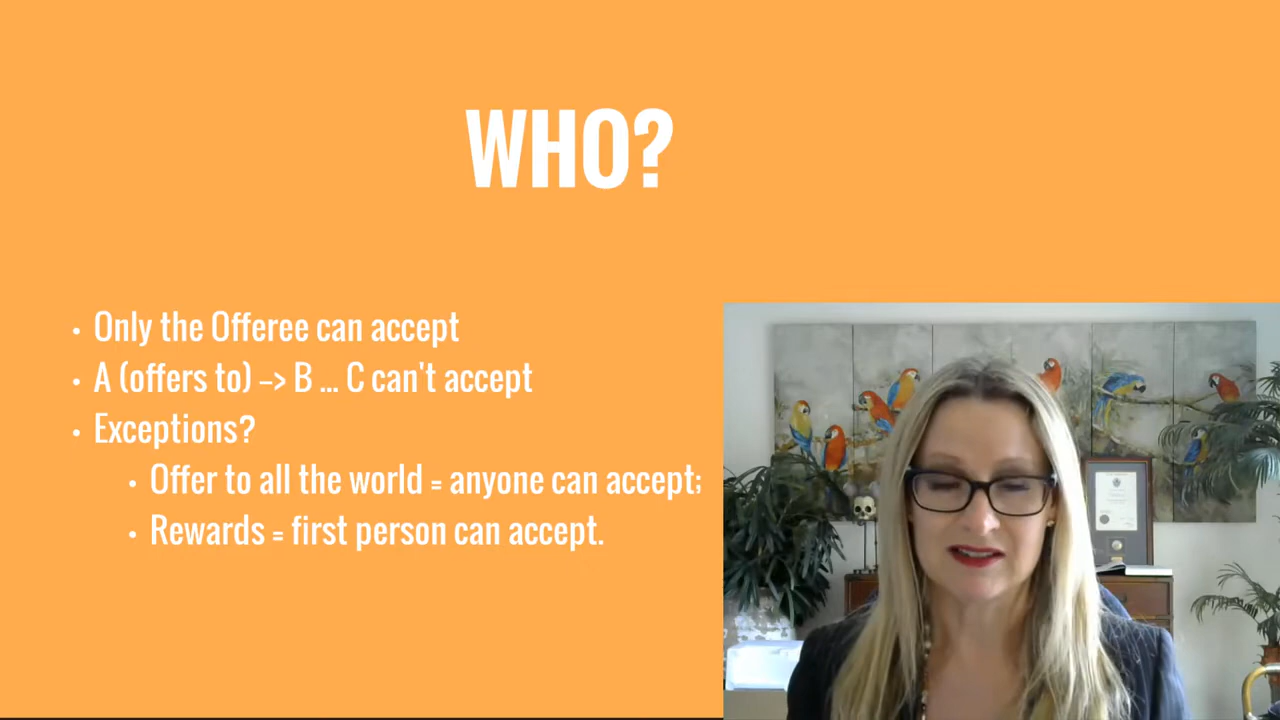 WHO?
• Only the Offeree can accept
• A (offers to) –> B ... C can't accept
• Exceptions?
• Offer to all the world = anyone can accept;
• Rewards = first person can accept.